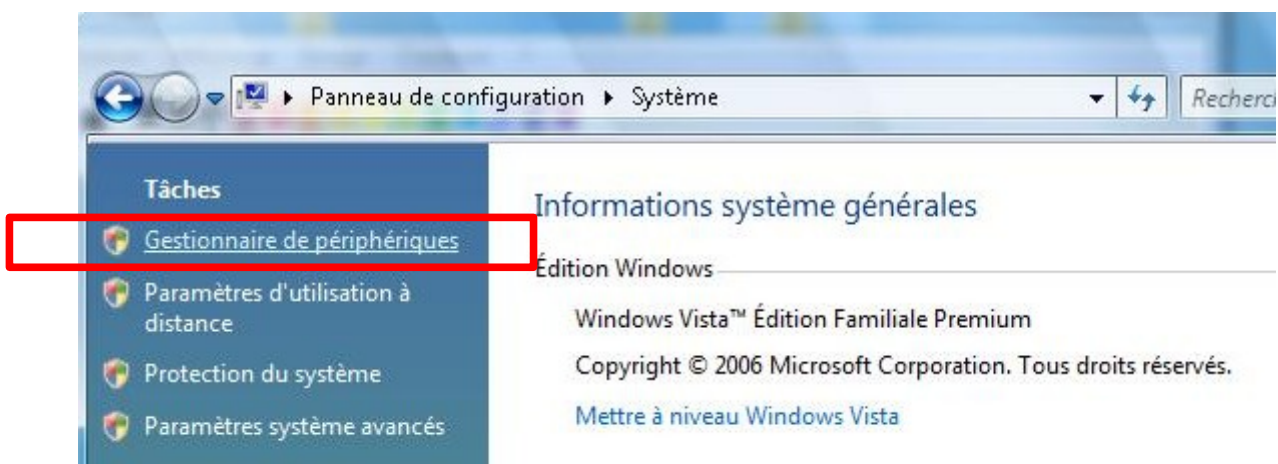 Panneau de configuration Système
Tâches
Gestionnaire de périphériques
Paramètres d'utilisation à
distance
Protection du système
Paramètres système avancés
Informations système générales
Édition Windows
Windows Vista™ Édition Familiale Premium
Copyright © 2006 Microsoft Corporation. Tous droits réservés.
Mettre à niveau Windows Vista